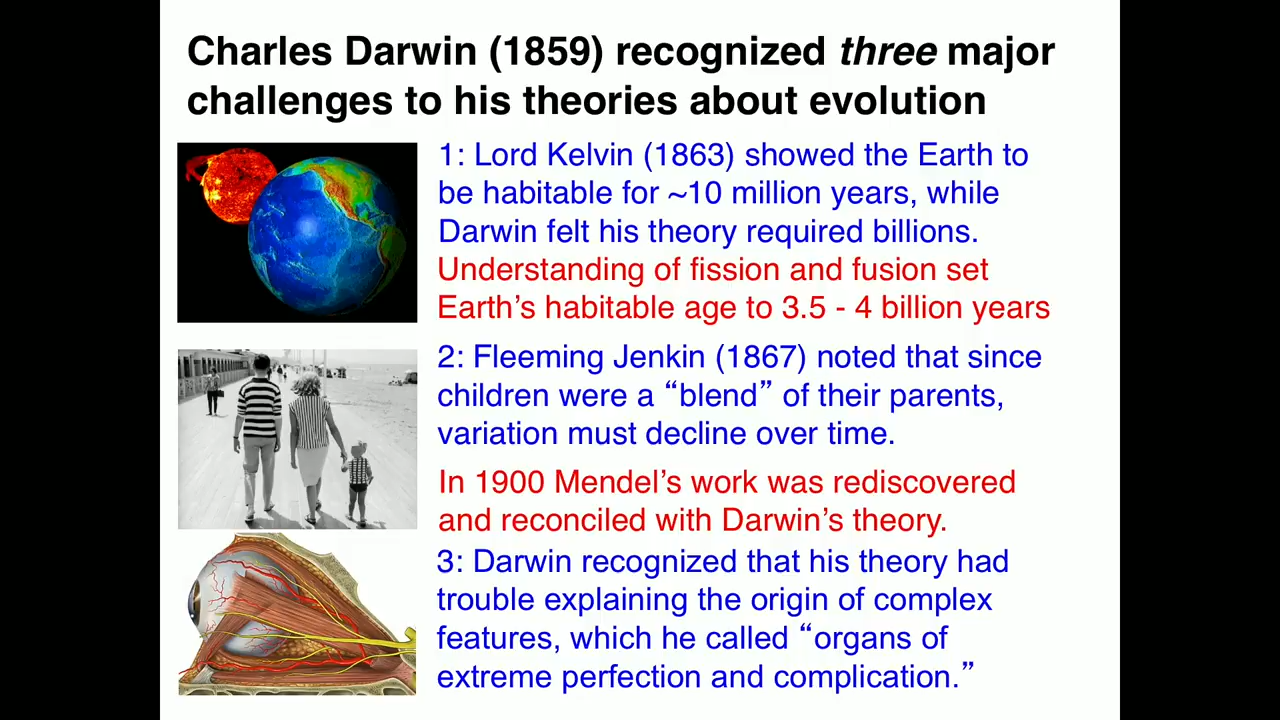 Charles Darwin (1859) recognized three major
challenges to his theories about evolution
1: Lord Kelvin (1863) showed the Earth to
be habitable for ~10 million years, while
Darwin felt his theory required billions.
Understanding of fission and fusion set
Earth’s habitable age to 3.5 - 4 billion years
2: Fleeming Jenkin (1867) noted that since
children were a “blend” of their parents,
variation must decline over time.
In 1900 Mendel’s work was rediscovered
and reconciled with Darwin’s theory.
3: Darwin recognized that his theory had
trouble explaining the origin of complex
features, which he called “organs of
extreme perfection and complication.”